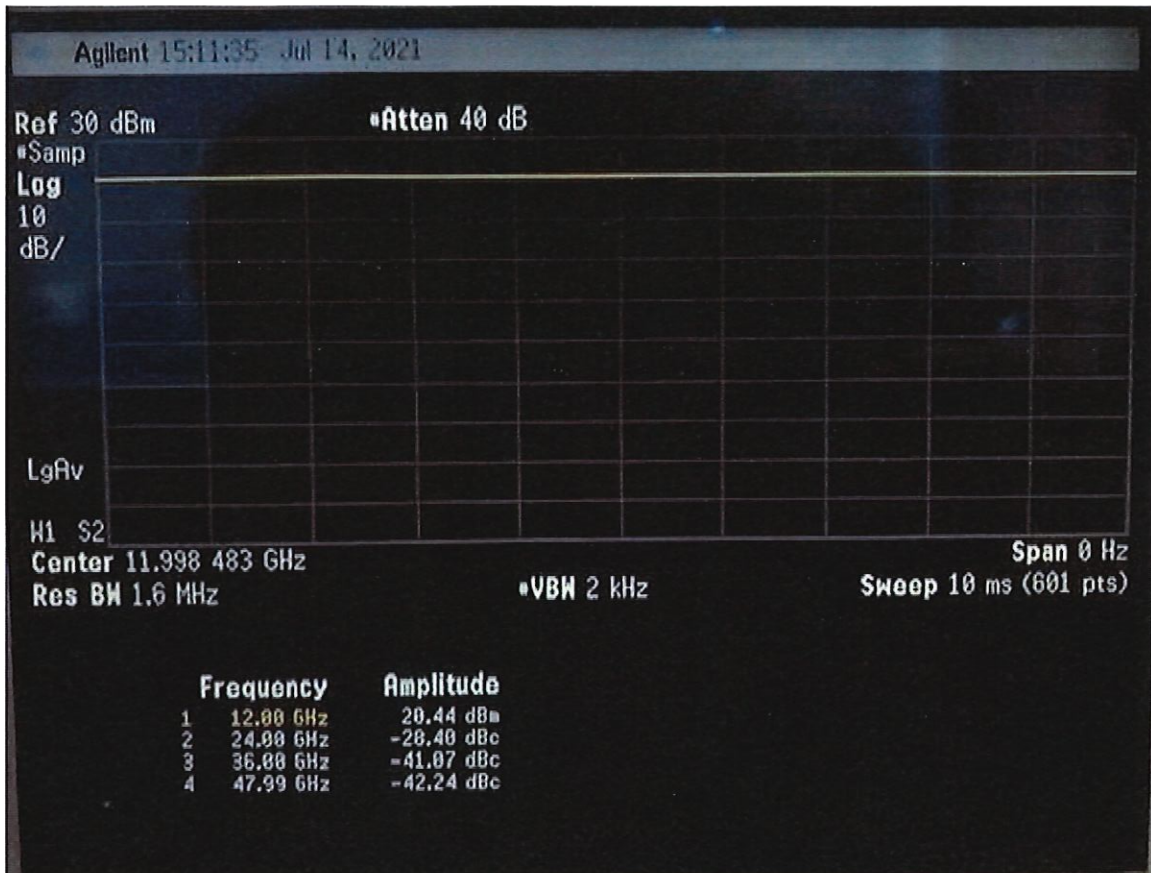 Agilent 15:11:35 Jul 14, 2021
Ref 30 dBm #Atten 40 dB
#Samp
Log
10
dB/
LgAv
W1 S2
Center 11.998 483 GHz Span 0 Hz
Res BW 1.6 MHz #VBW 2 kHz Sweep 10 ms (601 pts)
Frequency Amplitude
1 12.00 GHz 20.44 dBm
2 24.00 GHz -28.40 dBc
3 36.00 GHz -41.07 dBc
4 47.99 GHz -42.24 dBc